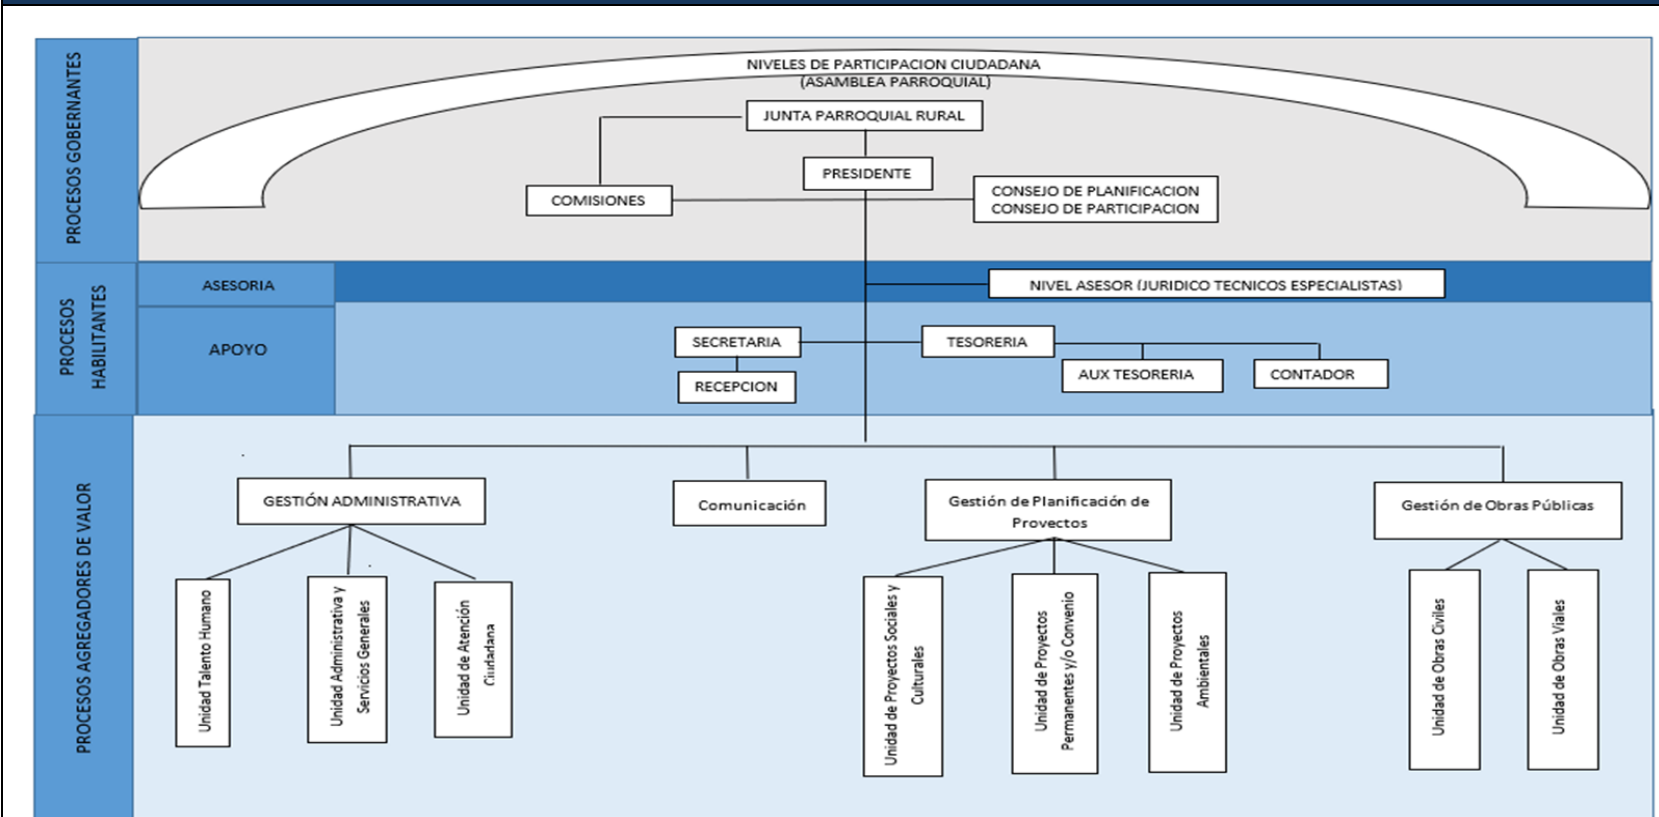 PROCESOS GOBERNANTES
NIVELES DE PARTICIPACION CIUDADANA
(ASAMBLEA PARROQUIAL)
JUNTA PARROQUIAL RURAL
PRESIDENTE
COMISIONES
CONSEJO DE PLANIFICACION
CONSEJO DE PARTICIPACION
PROCESOS
HABILITANTES
ASESORIA
NIVEL ASESOR (JURIDICO TECNICOS ESPECIALISTAS)
APOYO
SECRETARIA
TESORERIA
RECEPCION
AUX TESORERIA
CONTADOR
PROCESOS AGREGADORES DE VALOR
GESTIÓN ADMINISTRATIVA
Comunicación
Gestión de Planificación de
Proyectos
Gestión de Obras Públicas
Unidad Talento Humano
Unidad Administrativa y
Servicios Generales
Unidad de Atención
Ciudadana
Unidad de Proyectos Sociales y
Culturales
Unidad de Proyectos
Permanentes y/o Convenio
Unidad de Proyectos
Ambientales
Unidad de Obras Civiles
Unidad de Obras Viales